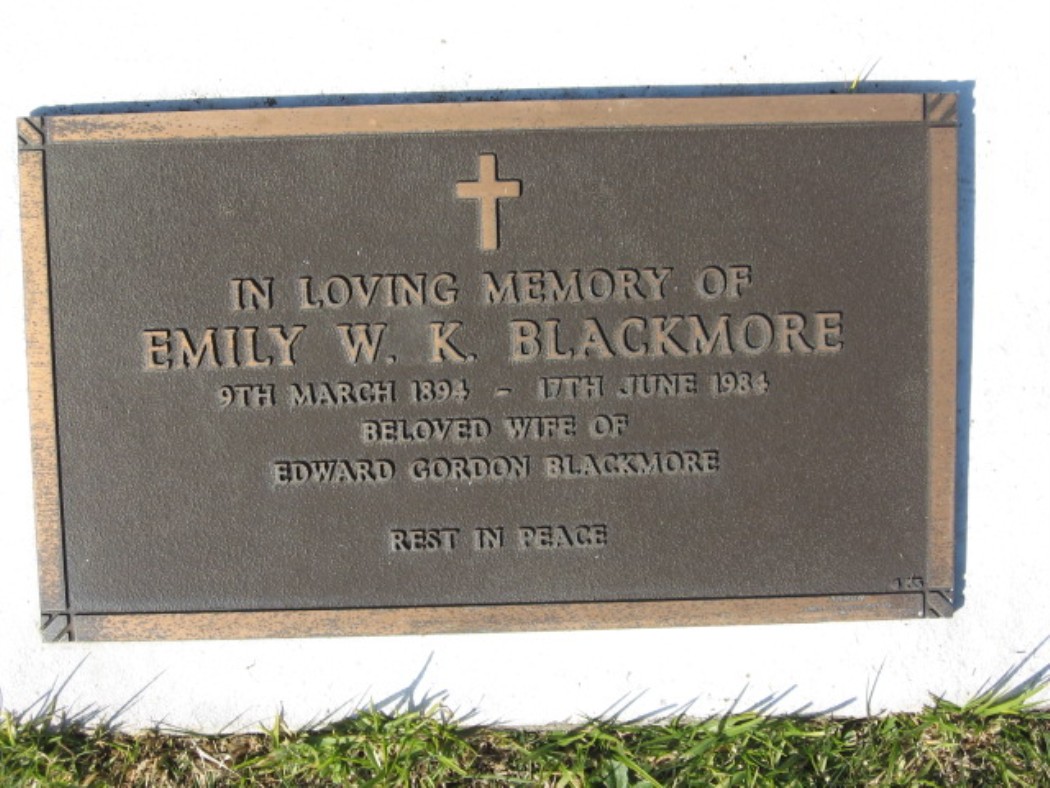 IN LOVING MEMORY OF
EMILY W. K. BLACKMORE
9TH MARCH 1894 - 17TH JUNE 1984
BELOVED WIFE OF
EDWARD GORDON BLACKMORE
REST IN PEACE